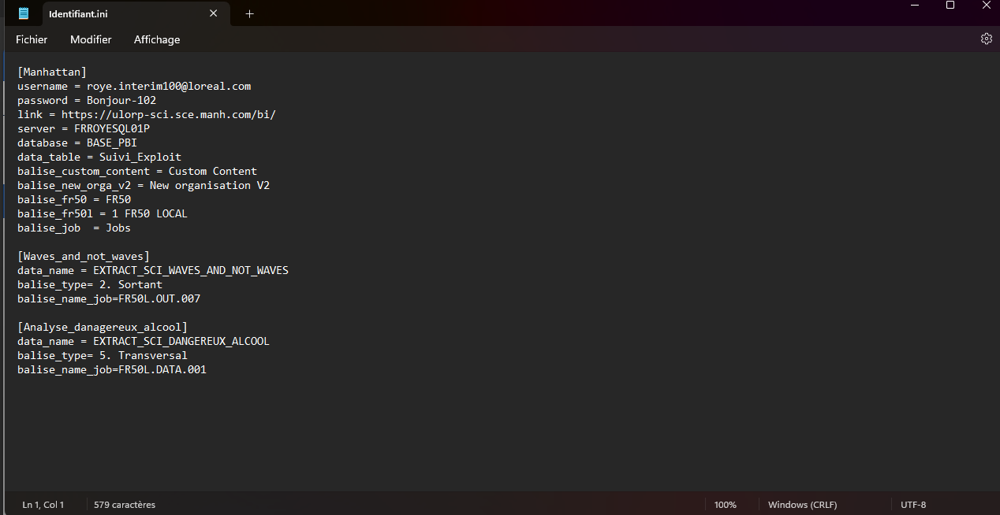 Identifiant.ini
Fichier Modifier Affichage
[Manhattan]
username = roye.interim100@loreal.com
password = Bonjour-102
link = https://ulorp-sci.sce.manh.com/bi/
server = FRROYESQL01P
database = BASE_PBI
data_table = Suivi_Exploit
balise_custom_content = Custom Content
balise_new_orga_v2 = New organisation V2
balise_fr50 = FR50
balise_fr50l = 1 FR50 LOCAL
balise_job  = Jobs

[Waves_and_not_waves]
data_name = EXTRACT_SCI_WAVES_AND_NOT_WAVES
balise_type= 2. Sortant
balise_name_job=FR50L.OUT.007

[Analyse_danagereux_alcool]
data_name = EXTRACT_SCI_DANGEREUX_ALCOOL
balise_type= 5. Transversal
balise_name_job=FR50L.DATA.001
Ln 1, Col 1 579 caractères 100% Windows (CRLF) UTF-8